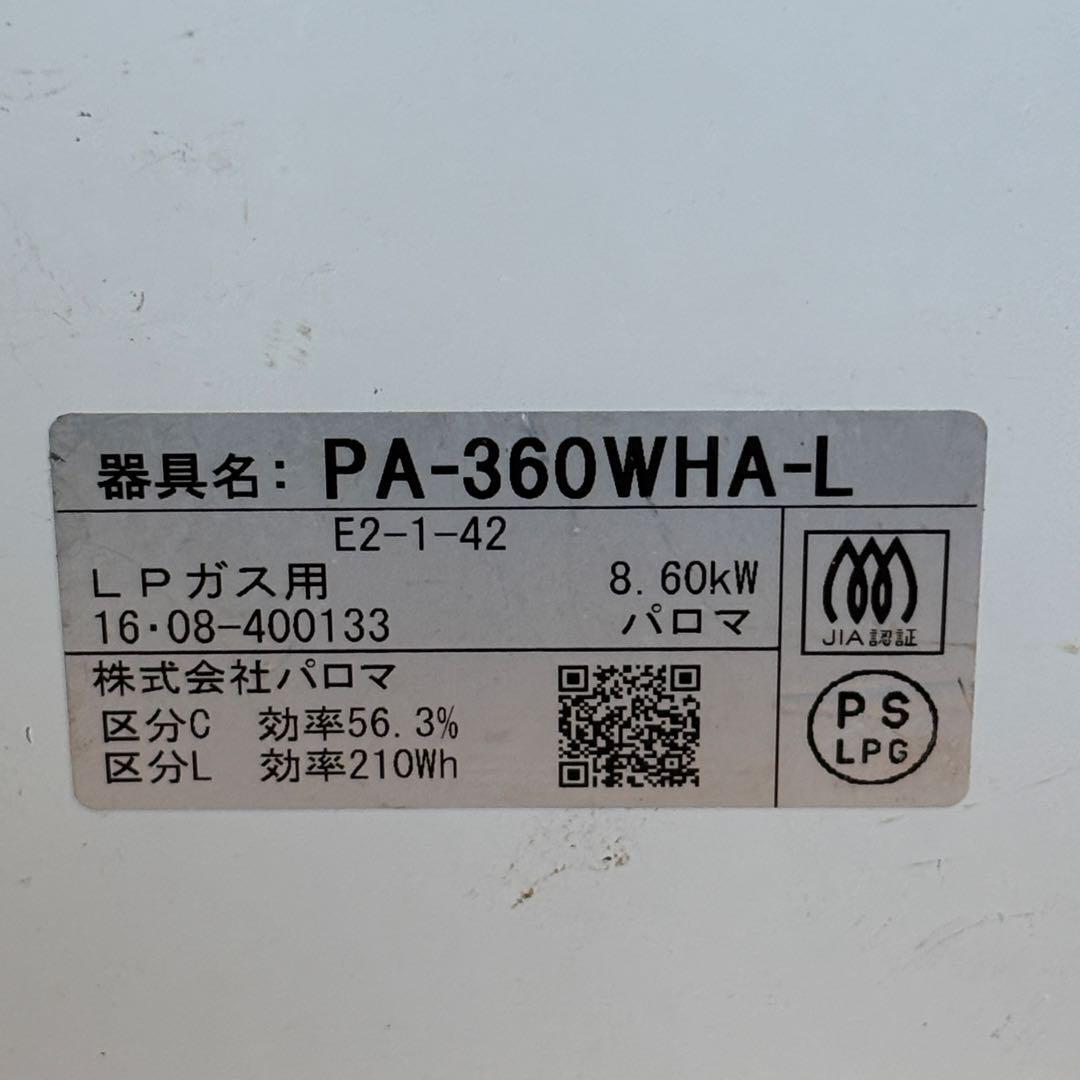 器具名: PA-360WHA-L
E2-1-42
LPガス用 8.60kW
16・08-400133 パロマ
JIA認証
株式会社パロマ
区分C 効率56.3%
区分L 効率210Wh
PS
LPG